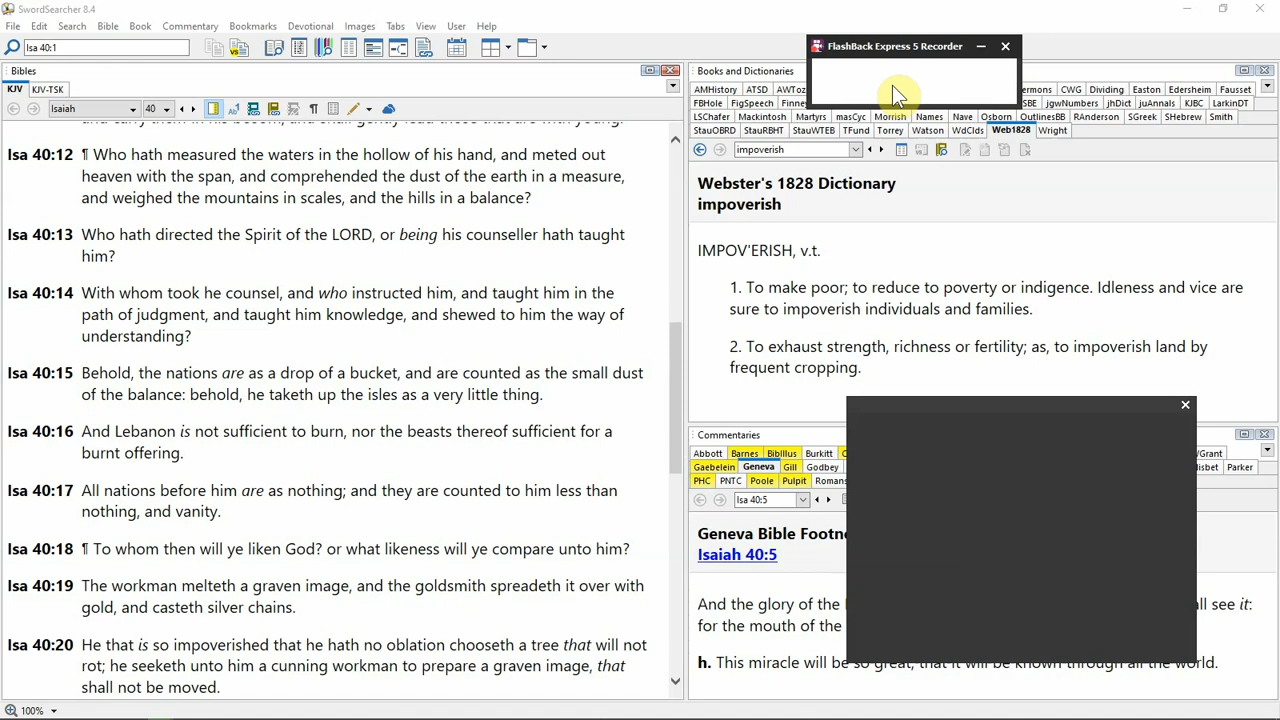 SwordSearcher 8.4
File Edit Search Bible Book Commentary Bookmarks Devotional Images Tabs View User Help
Isa 40:1
Bibles
KJV KJV-TSK
Isaiah 40
Isa 40:12 ¶ Who hath measured the waters in the hollow of his hand, and meted out
heaven with the span, and comprehended the dust of the earth in a measure,
and weighed the mountains in scales, and the hills in a balance?
Isa 40:13 Who hath directed the Spirit of the LORD, or being his counseller hath taught
him?
Isa 40:14 With whom took he counsel, and who instructed him, and taught him in the
path of judgment, and taught him knowledge, and shewed to him the way of
understanding?
Isa 40:15 Behold, the nations are as a drop of a bucket, and are counted as the small dust
of the balance: behold, he taketh up the isles as a very little thing.
Isa 40:16 And Lebanon is not sufficient to burn, nor the beasts thereof sufficient for a
burnt offering.
Isa 40:17 All nations before him are as nothing; and they are counted to him less than
nothing, and vanity.
Isa 40:18 ¶ To whom then will ye liken God? or what likeness will ye compare unto him?
Isa 40:19 The workman melteth a graven image, and the goldsmith spreadeth it over with
gold, and casteth silver chains.
Isa 40:20 He that is so impoverished that he hath no oblation chooseth a tree that will not
rot; he seeketh unto him a cunning workman to prepare a graven image, that
shall not be moved.
100%
FlashBack Express 5 Recorder
Books and Dictionaries
AMHistory ATSD CWG Dividing Easton Edersheim Fausset
FBHole FigSpeech Finney jgwNumbers jhDict juAnnals KJBC LarkinDT
LSChafer Mackintosh Martyrs masCyc Morrish Names Nave Osborn OutlinesBB RAnderson SGreek SHebrew Smith
StauOBRD StauRBHT StauWTEB TFund Torrey Watson WdClds Web1828 Wright
impoverish
Webster's 1828 Dictionary
impoverish
IMPOV'ERISH, v.t.
1. To make poor; to reduce to poverty or indigence. Idleness and vice are
sure to impoverish individuals and families.
2. To exhaust strength, richness or fertility; as, to impoverish land by
frequent cropping.
Commentaries
Abbott Barnes BibIllus Burkitt
Gaebelein Geneva Gill Godbey Parker
PHC PNTC Poole Pulpit Romans
Isa 40:5
Geneva Bible
Isaiah 40:5
And the glory of the all see it:
for the mouth of the
h. This miracle will be so great, that it will be known through all the world.